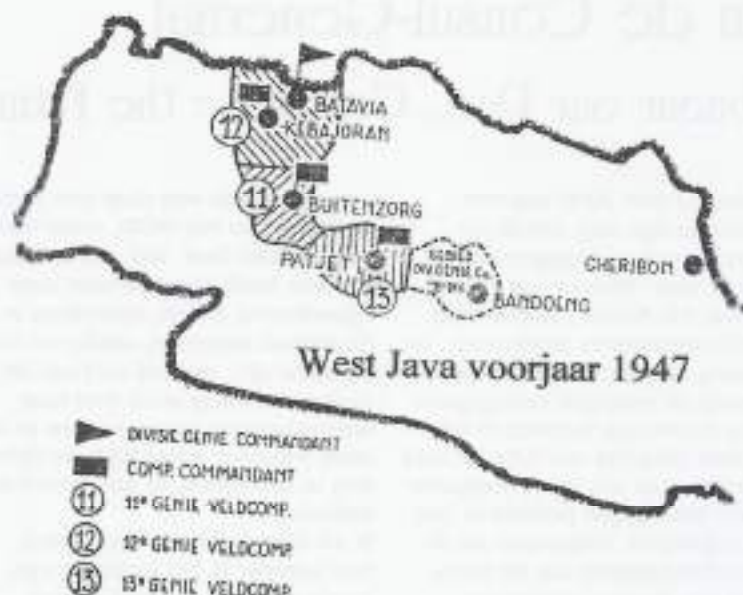 BATAVIA
12
KEBAJORAN
11
BUITENZORG
PATJET
13
GEBIED
BANDOENG
CHERIBON
West Java voorjaar 1947
DIVISIE GENIE COMMANDANT
COMP. COMMANDANT
11 11e GENIE VELDCOMP.
12 12e GENIE VELDCOMP.
13 13e GENIE VELDCOMP.